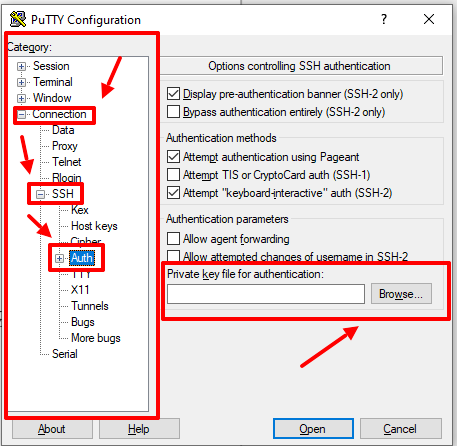 PuTTY Configuration
Category:
Session
Terminal
Window
Connection
Data
Proxy
Telnet
Rlogin
SSH
Kex
Host keys
Cipher
Auth
TTY
X11
Tunnels
Bugs
More bugs
Serial
Options controlling SSH authentication
Display pre-authentication banner (SSH-2 only)
Bypass authentication entirely (SSH-2 only)
Authentication methods
Attempt authentication using Pageant
Attempt TIS or CryptoCard auth (SSH-1)
Attempt "keyboard-interactive" auth (SSH-2)
Authentication parameters
Allow agent forwarding
Allow attempted changes of username in SSH-2
Private key file for authentication:
Browse...
About
Help
Open
Cancel